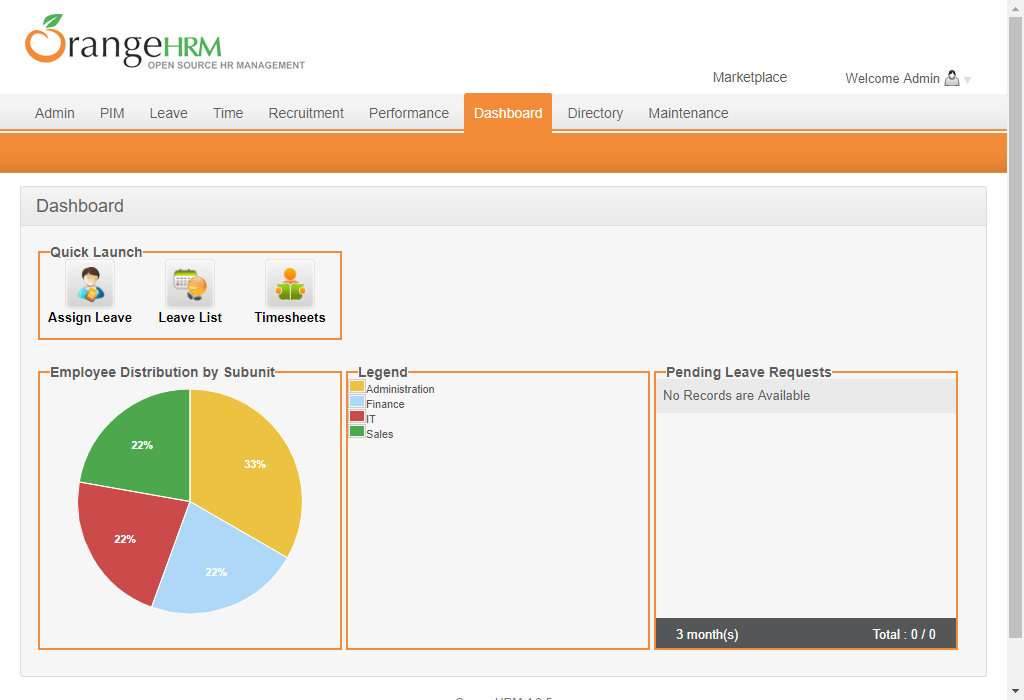 OrangeHRM
OPEN SOURCE HR MANAGEMENT
Marketplace
Welcome Admin
Admin PIM Leave Time Recruitment Performance Dashboard Directory Maintenance
Dashboard
Quick Launch
Assign Leave Leave List Timesheets
Employee Distribution by Subunit
22%
33%
22%
22%
Legend
Administration
Finance
IT
Sales
Pending Leave Requests
No Records are Available
3 month(s) Total : 0 / 0